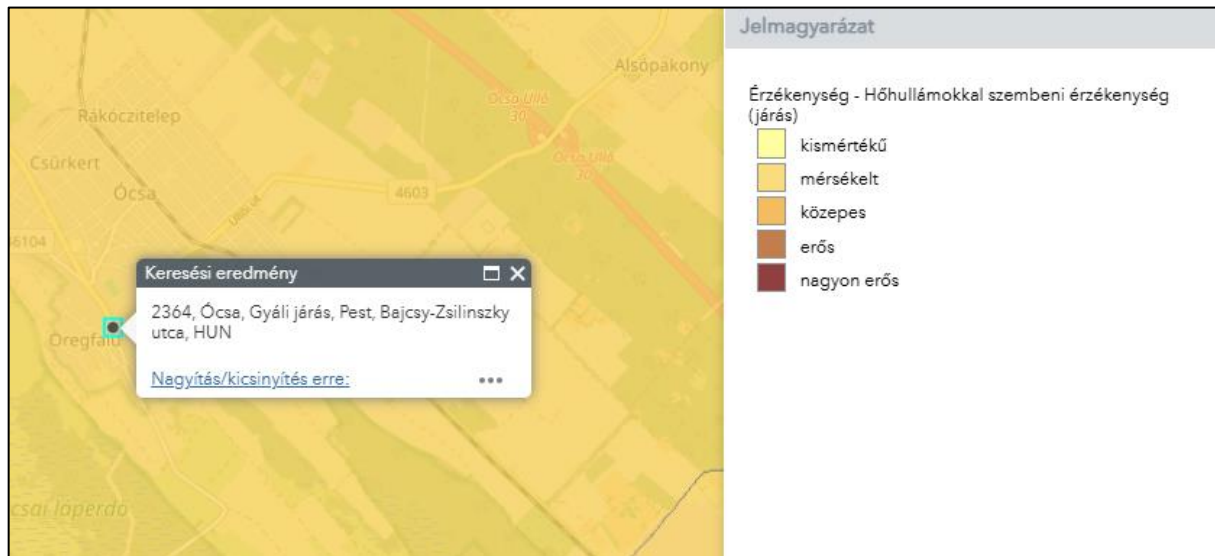 Jelmagyarázat
Érzékenység - Hőhullámokkal szembeni érzékenység
(járás)
kismértékű
mérsékelt
közepes
erős
nagyon erős
Alsópakony
Ócsa Üllő
30
Ócsa Üllő
30
Rákóczitelep
Csürkert
Ócsa
Üllői út
4603
46104
Öregfalu
Keresési eredmény
2364, Ócsa, Gyáli járás, Pest, Bajcsy-Zsilinszky
utca, HUN
Nagyítás/kicsinyítés erre:
csai láperdő